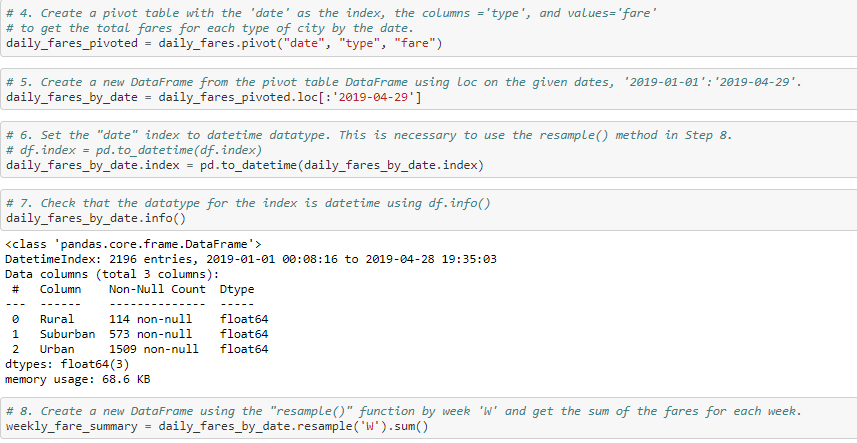 # 4. Create a pivot table with the 'date' as the index, the columns ='type', and values='fare'
# to get the total fares for each type of city by the date.
daily_fares_pivoted = daily_fares.pivot("date", "type", "fare")
# 5. Create a new DataFrame from the pivot table DataFrame using loc on the given dates, '2019-01-01':'2019-04-29'.
daily_fares_by_date = daily_fares_pivoted.loc[:'2019-04-29']
# 6. Set the "date" index to datetime datatype. This is necessary to use the resample() method in Step 8.
# df.index = pd.to_datetime(df.index)
daily_fares_by_date.index = pd.to_datetime(daily_fares_by_date.index)
# 7. Check that the datatype for the index is datetime using df.info()
daily_fares_by_date.info()
<class 'pandas.core.frame.DataFrame'>
DatetimeIndex: 2196 entries, 2019-01-01 00:08:16 to 2019-04-28 19:35:03
Data columns (total 3 columns):
 #   Column    Non-Null Count  Dtype
---  ------    --------------  -----
 0   Rural     114 non-null    float64
 1   Suburban  573 non-null    float64
 2   Urban     1509 non-null   float64
dtypes: float64(3)
memory usage: 68.6 KB
# 8. Create a new DataFrame using the "resample()" function by week 'W' and get the sum of the fares for each week.
weekly_fare_summary = daily_fares_by_date.resample('W').sum()